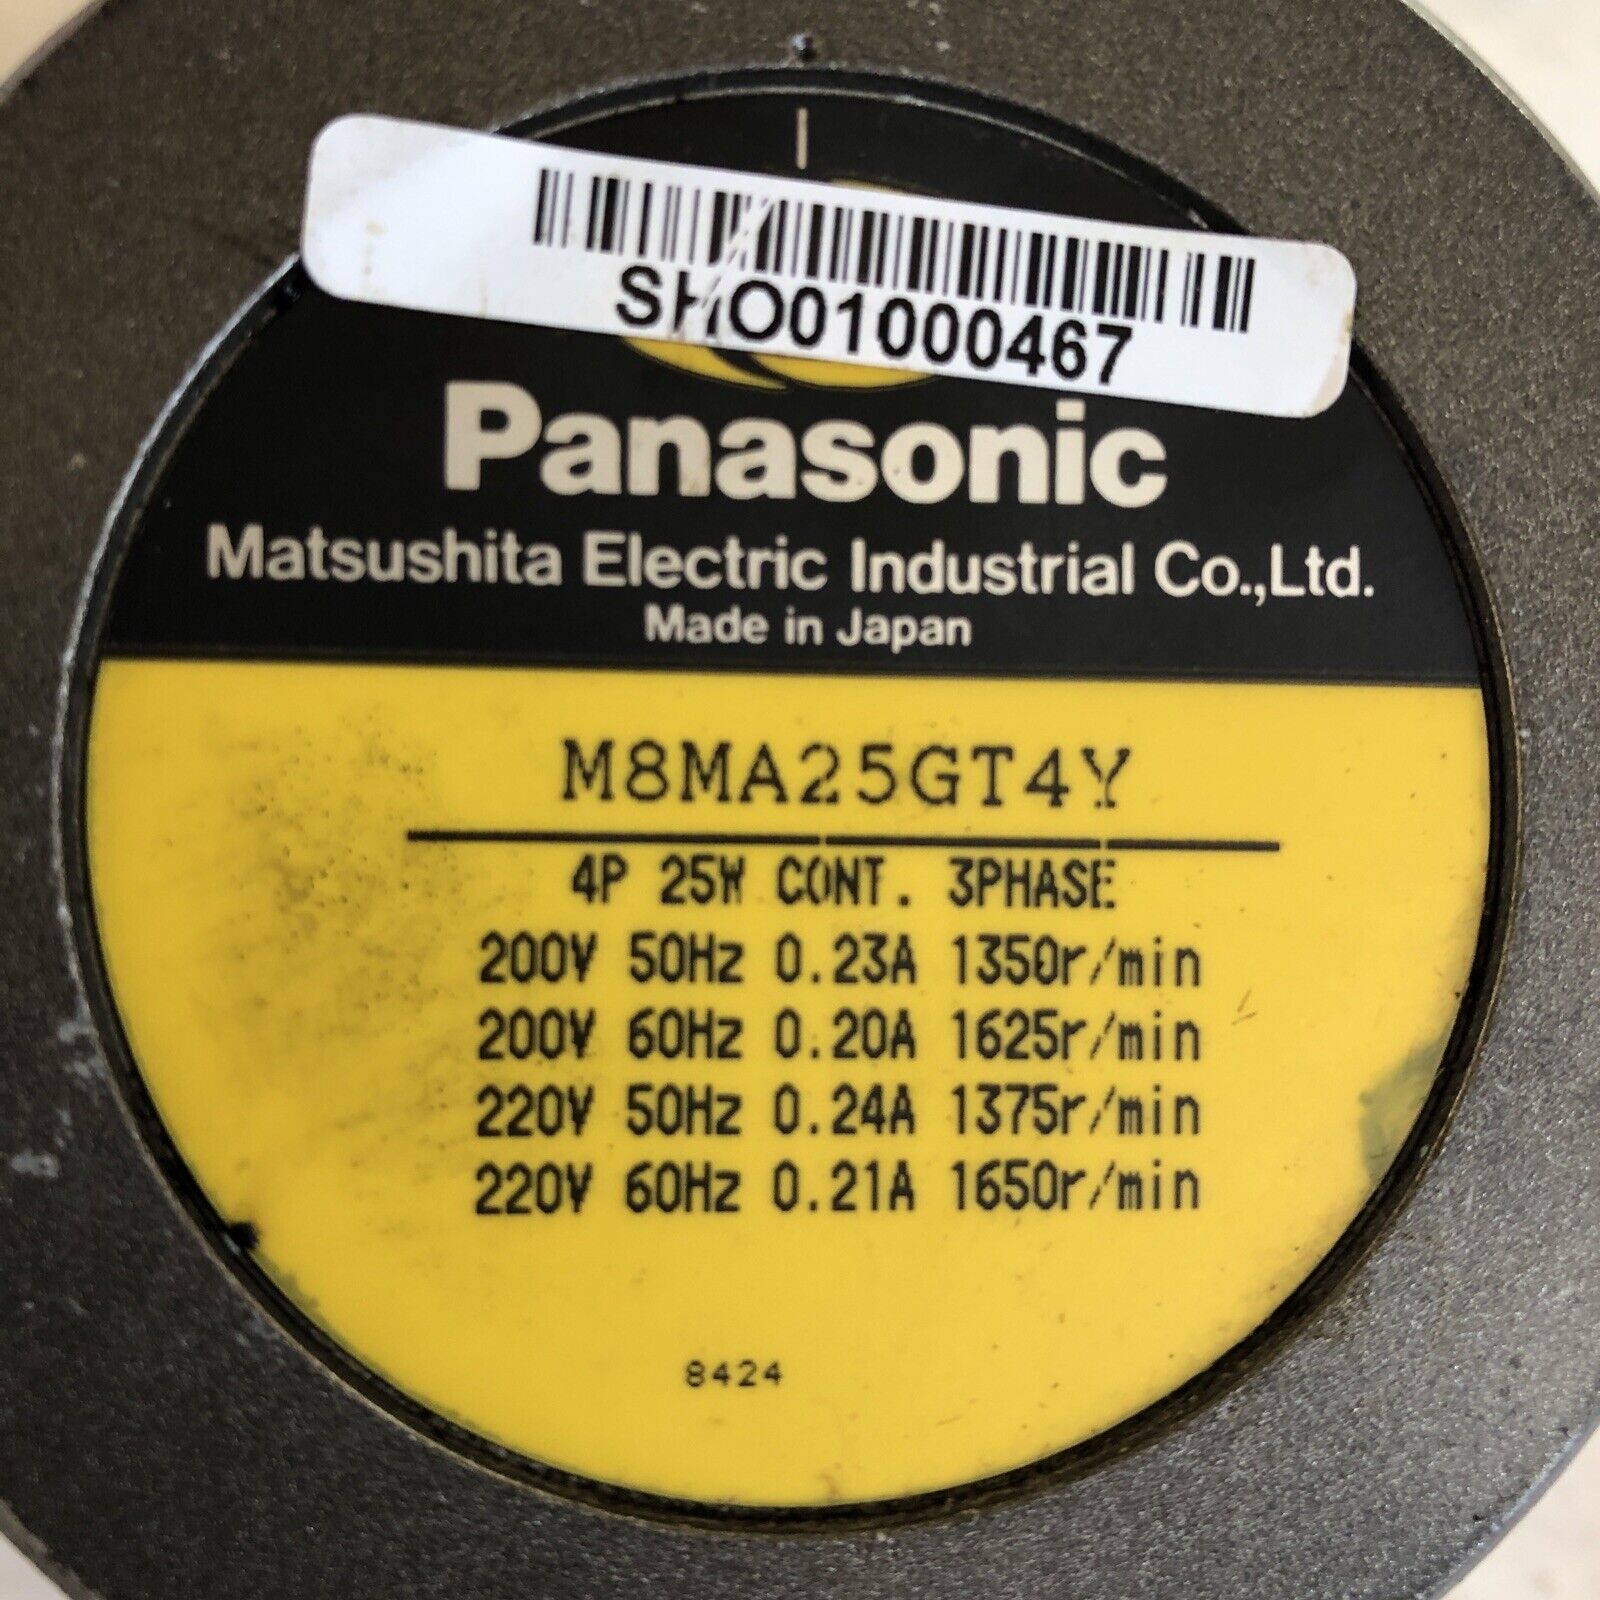 SHO01000467
Panasonic
Matsushita Electric Industrial Co.,Ltd.
Made in Japan
M8MA25GT4Y
4P 25W CONT. 3PHASE
200V 50Hz 0.23A 1350r/min
200V 60Hz 0.20A 1625r/min
220V 50Hz 0.24A 1375r/min
220V 60Hz 0.21A 1650r/min
8424